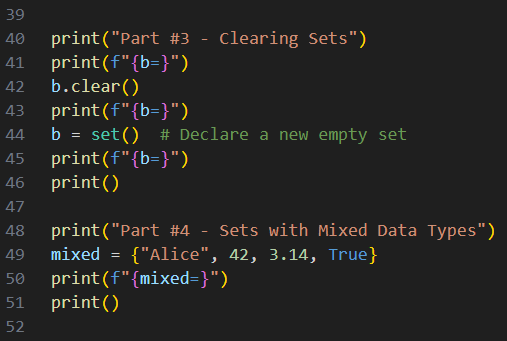 39
40 print("Part #3 - Clearing Sets")
41 print(f"{b=}")
42 b.clear()
43 print(f"{b=}")
44 b = set()  # Declare a new empty set
45 print(f"{b=}")
46 print()
47
48 print("Part #4 - Sets with Mixed Data Types")
49 mixed = {"Alice", 42, 3.14, True}
50 print(f"{mixed=}")
51 print()
52